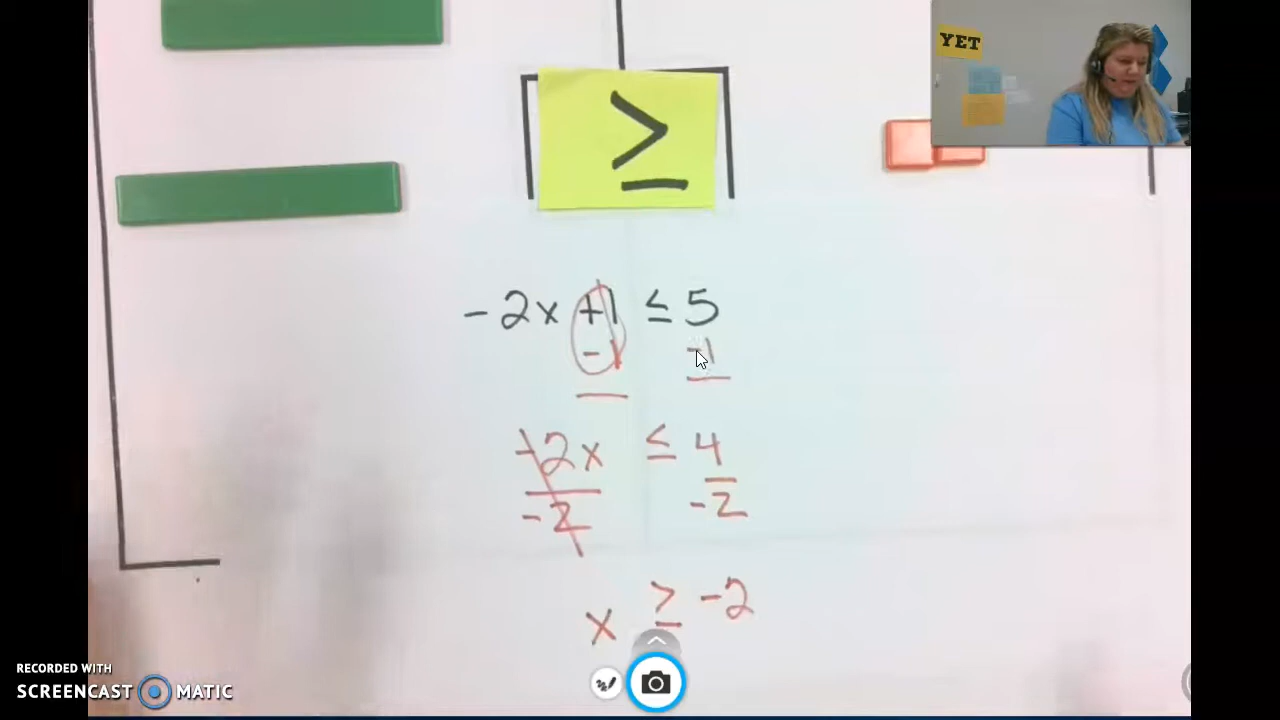 YET
≥
-2x +1 ≤ 5
-1 -1
-2x ≤ 4
-2 -2
x ≥ -2
RECORDED WITH
SCREENCAST MATIC